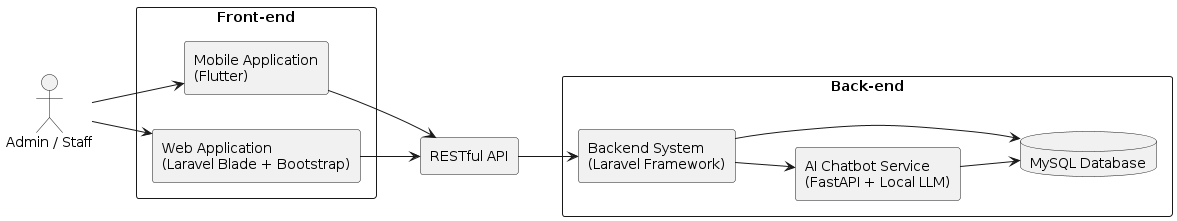 Front-end
Mobile Application
(Flutter)
Admin / Staff
Web Application
(Laravel Blade + Bootstrap)
RESTful API
Back-end
Backend System
(Laravel Framework)
AI Chatbot Service
(FastAPI + Local LLM)
MySQL Database